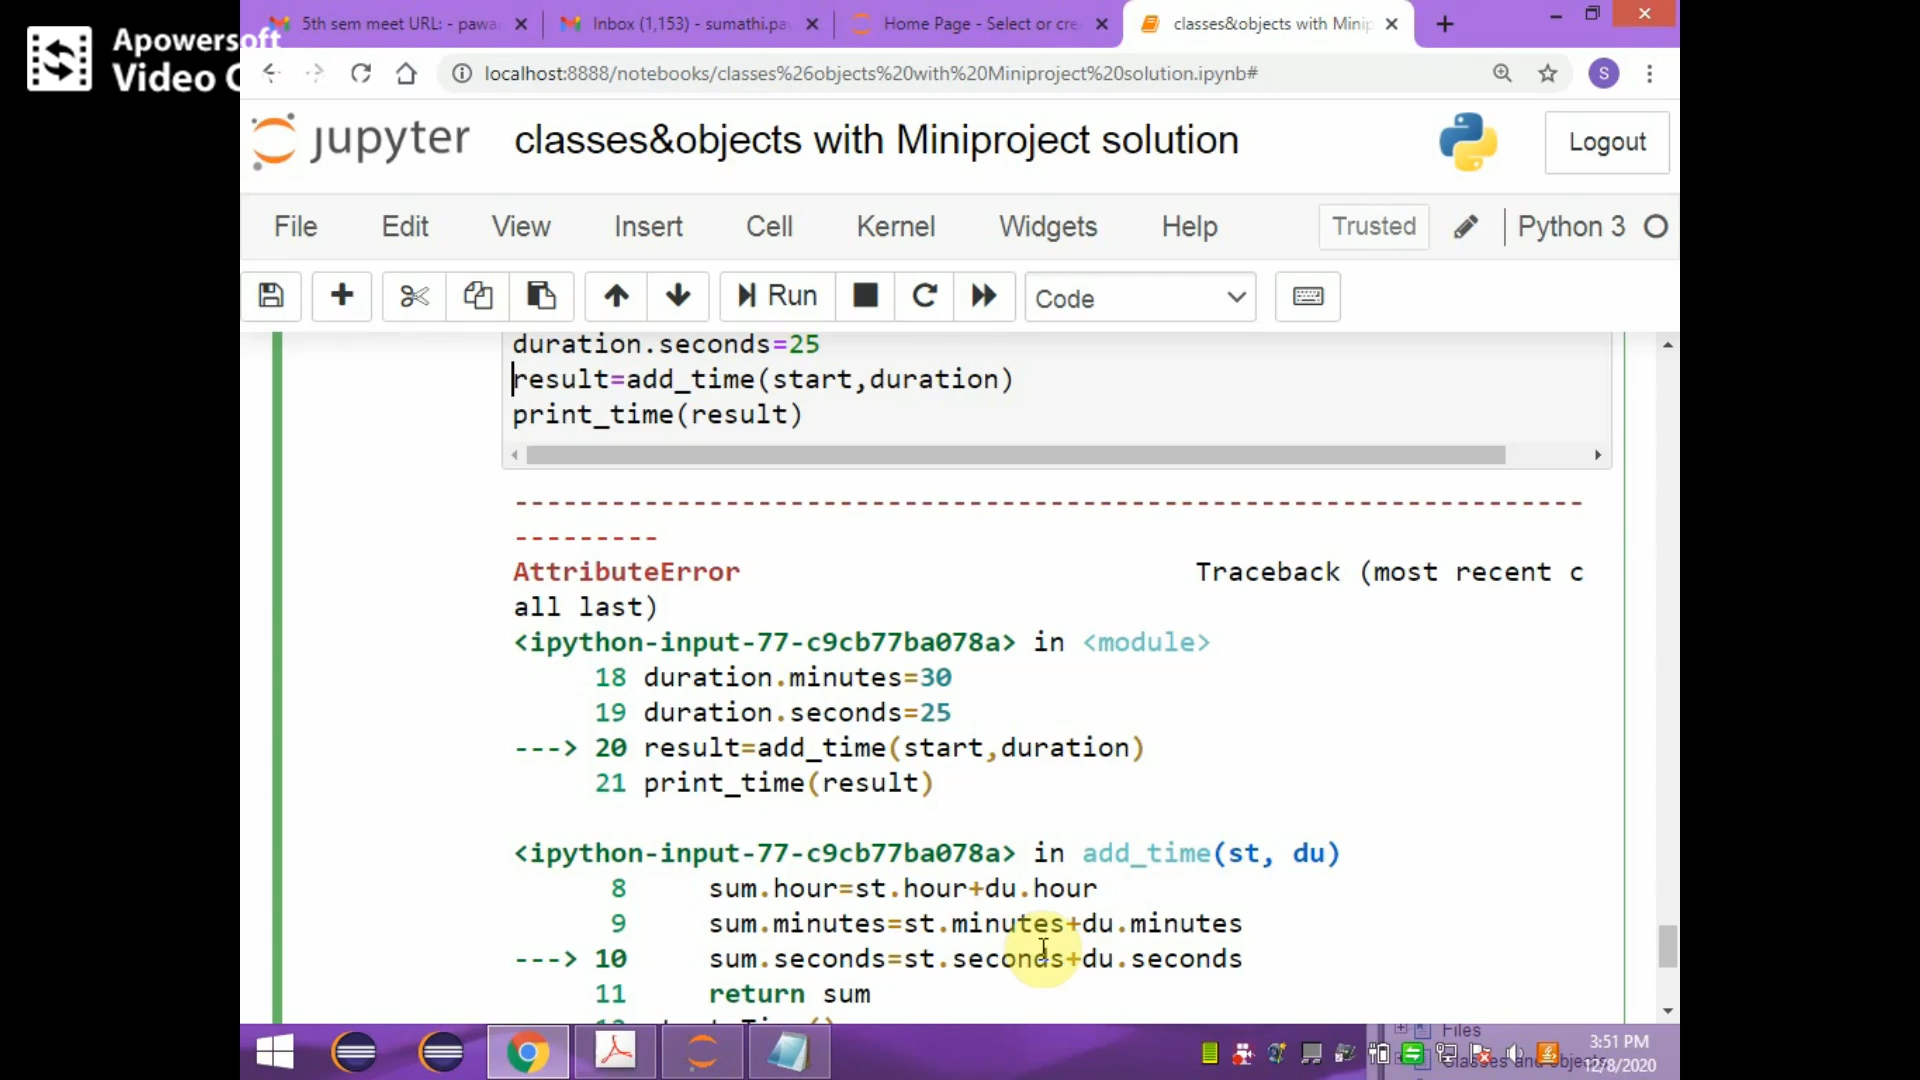 Apowersoft
Video C
5th sem meet URL: - pawa
Inbox (1,153) - sumathi.pa
Home Page - Select or cre
classes&objects with Minip
localhost:8888/notebooks/classes%26objects%20with%20Miniproject%20solution.ipynb#
S
jupyter
classes&objects with Miniproject solution
Logout
File Edit View Insert Cell Kernel Widgets Help Trusted Python 3
Run Code
duration.seconds=25
result=add_time(start,duration)
print_time(result)
---------------------------------------------------------------------------
AttributeError Traceback (most recent c
all last)
<ipython-input-77-c9cb77ba078a> in <module>
18 duration.minutes=30
19 duration.seconds=25
---> 20 result=add_time(start,duration)
21 print_time(result)
<ipython-input-77-c9cb77ba078a> in add_time(st, du)
8 sum.hour=st.hour+du.hour
9 sum.minutes=st.minutes+du.minutes
---> 10 sum.seconds=st.seconds+du.seconds
11 return sum
Files
Classes and objects
3:51 PM
12/8/2020